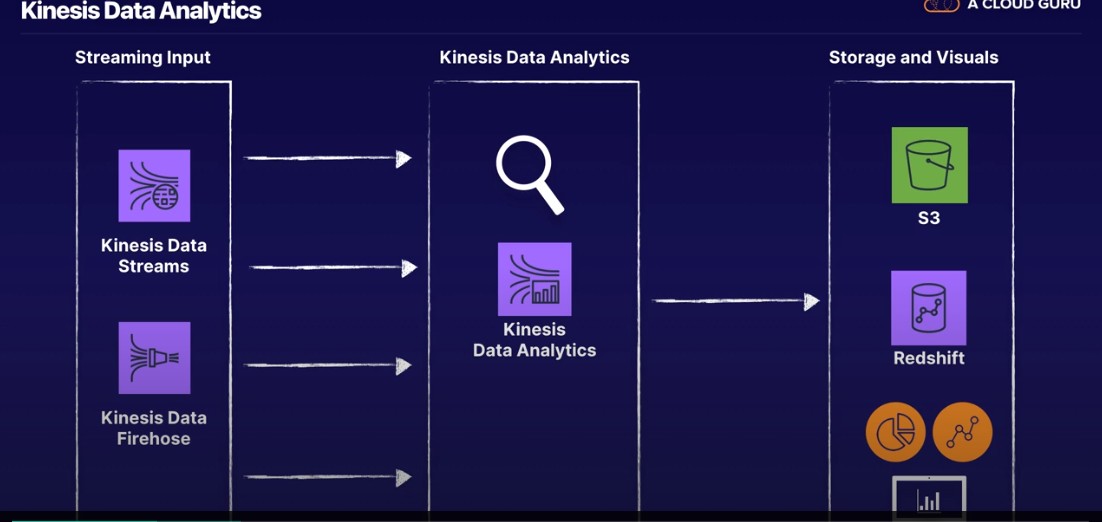 Kinesis Data Analytics
A CLOUD GURU
Streaming Input
Kinesis Data Analytics
Storage and Visuals
Kinesis Data
Streams
Kinesis Data
Firehose
Kinesis
Data Analytics
S3
Redshift